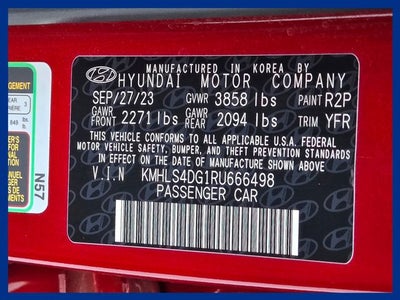 MANUFACTURED IN KOREA BY
HYUNDAI MOTOR COMPANY
SEP/27/23 GVWR 3858 lbs PAINT R2P
GAWR FRONT 2271 lbs GAWR REAR 2094 lbs TRIM YFR
THIS VEHICLE CONFORMS TO ALL APPLICABLE U.S.A. FEDERAL
MOTOR VEHICLE SAFETY, BUMPER, AND THEFT PREVENTION STANDARDS
IN EFFECT ON THE DATE OF MANUFACTURE SHOWN ABOVE
V.I.N KMHLS4DG1RU666498
PASSENGER CAR
N57